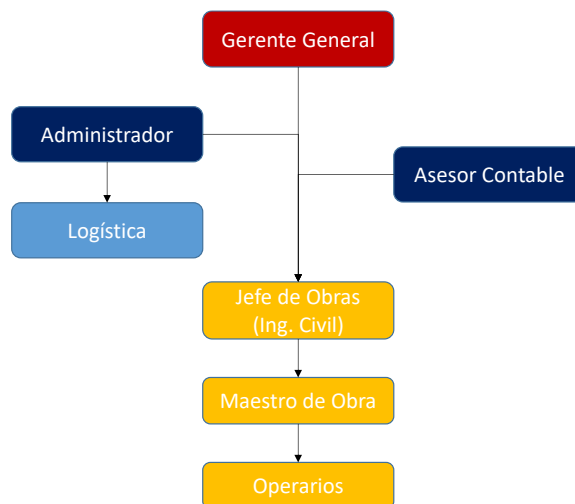 Gerente General
Administrador
Asesor Contable
Logística
Jefe de Obras
(Ing. Civil)
Maestro de Obra
Operarios